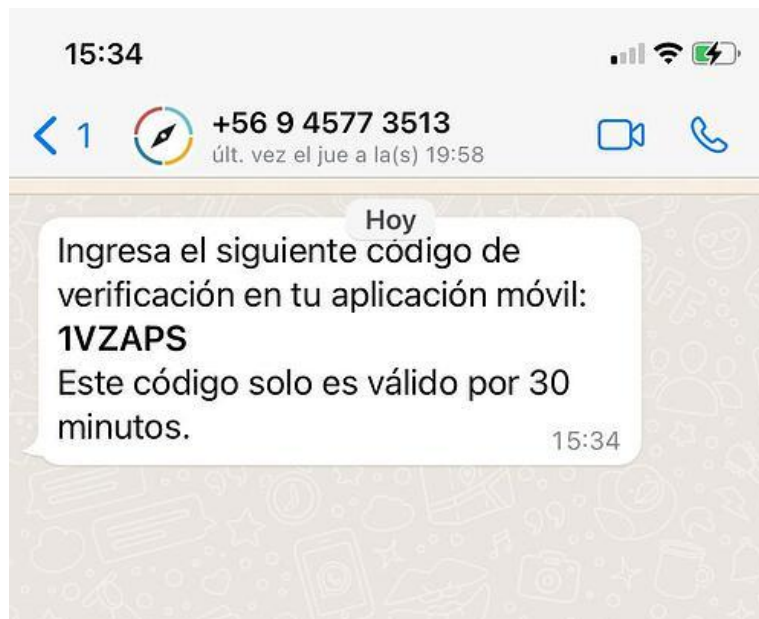 15:34
1
+56 9 4577 3513
últ. vez el jue a la(s) 19:58
Hoy
Ingresa el siguiente código de
verificación en tu aplicación móvil:
1VZAPS
Este código solo es válido por 30
minutos.
15:34